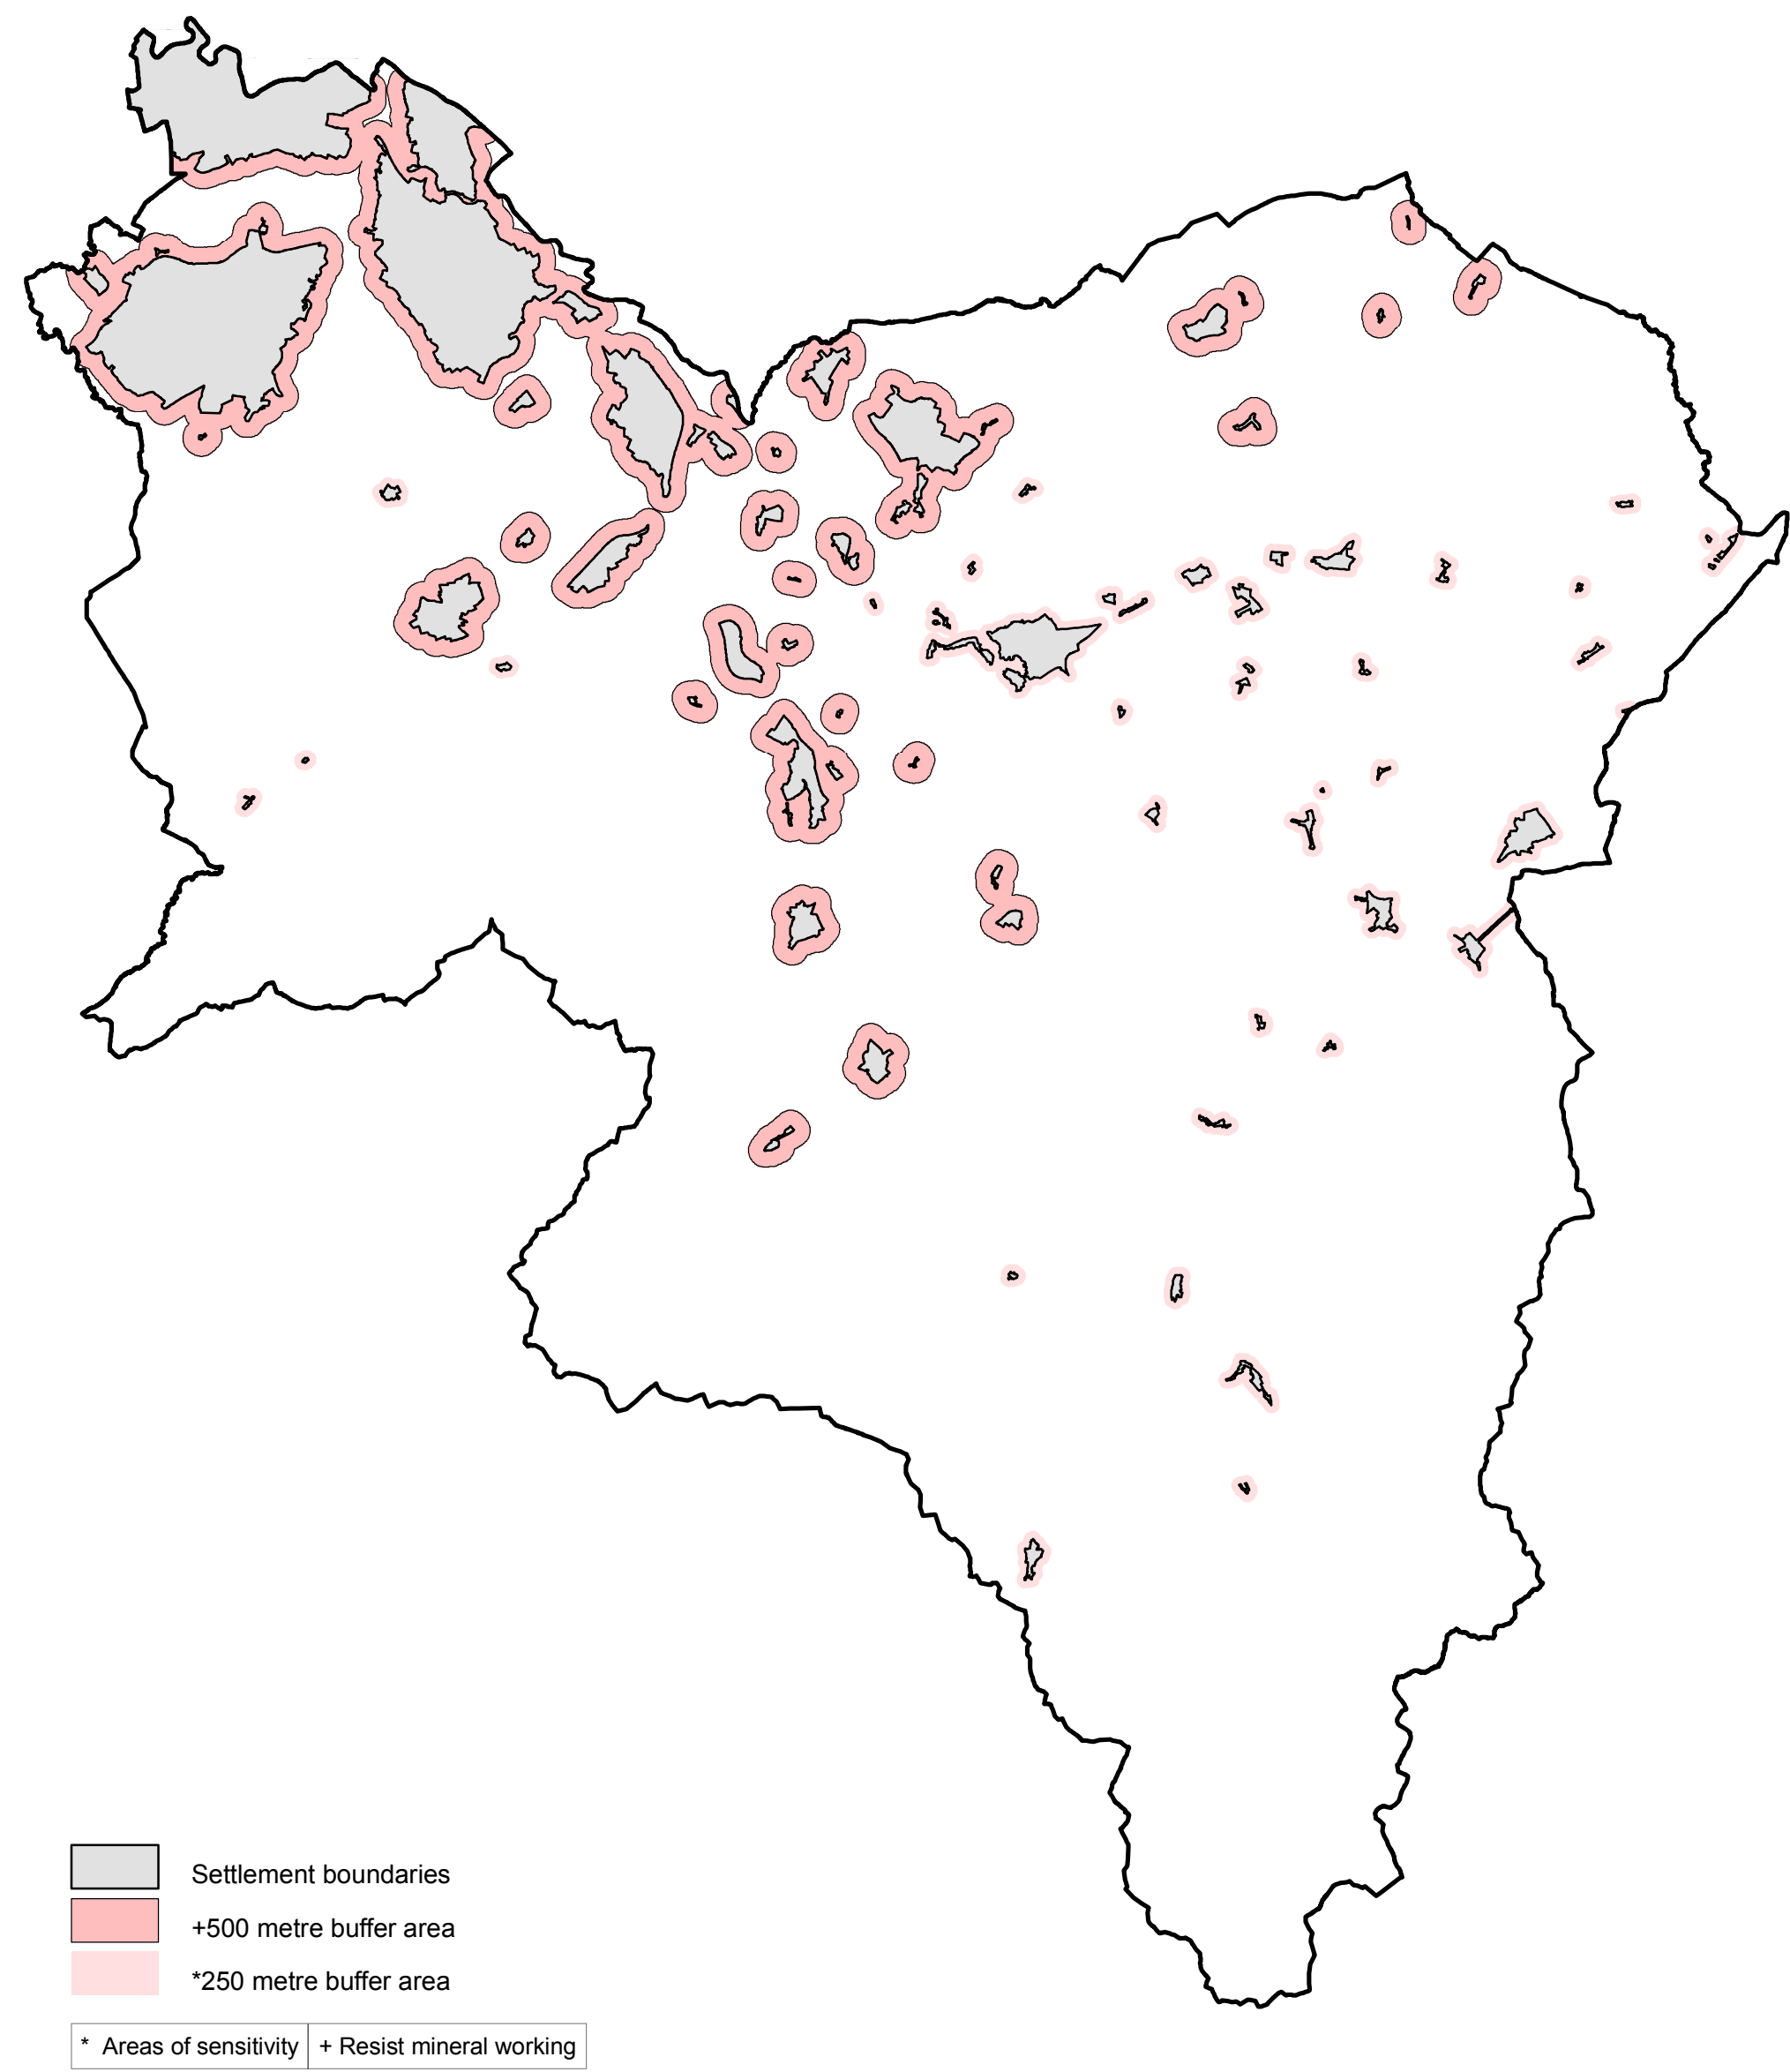 Settlement boundaries
+500 metre buffer area
*250 metre buffer area
* Areas of sensitivity
+ Resist mineral working